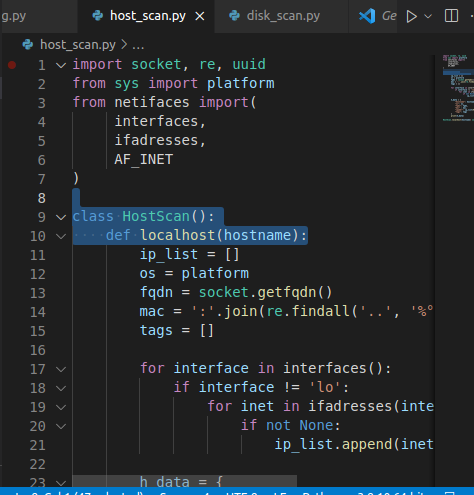 g.py host_scan.py × disk_scan.py Ge
host_scan.py > ...
1 import socket, re, uuid
2 from sys import platform
3 from netifaces import(
4 interfaces,
5 ifadresses,
6 AF_INET
7 )
8
9 class HostScan():
10 def localhost(hostname):
11 ip_list = []
12 os = platform
13 fqdn = socket.getfqdn()
14 mac = ':'.join(re.findall('..', '%
15 tags = []
16
17 for interface in interfaces():
18 if interface != 'lo':
19 for inet in ifadresses(inte
20 if not None:
21 ip_list.append(inet
22
23 h_data = {